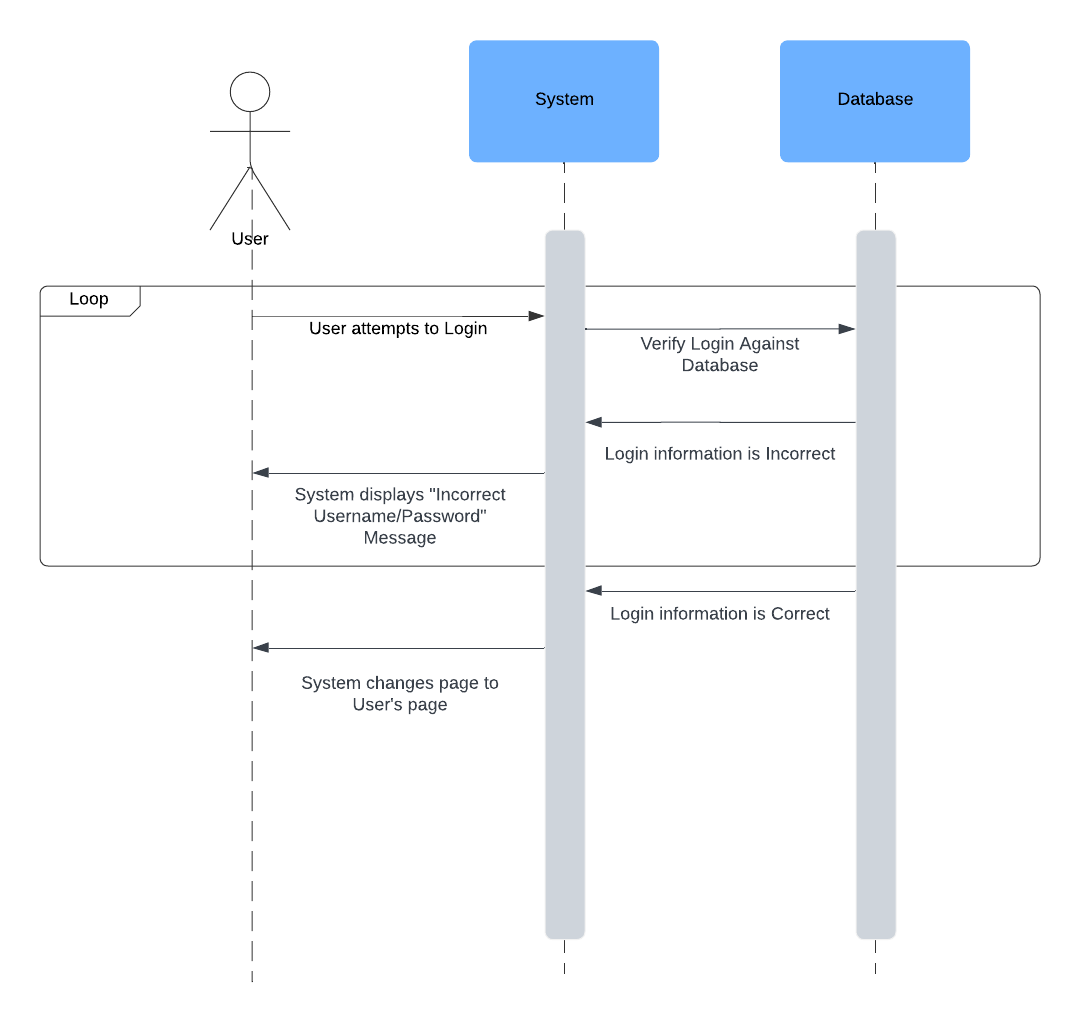 System
Database
User
Loop
User attempts to Login
Verify Login Against
Database
Login information is Incorrect
System displays "Incorrect
Username/Password"
Message
Login information is Correct
System changes page to
User's page